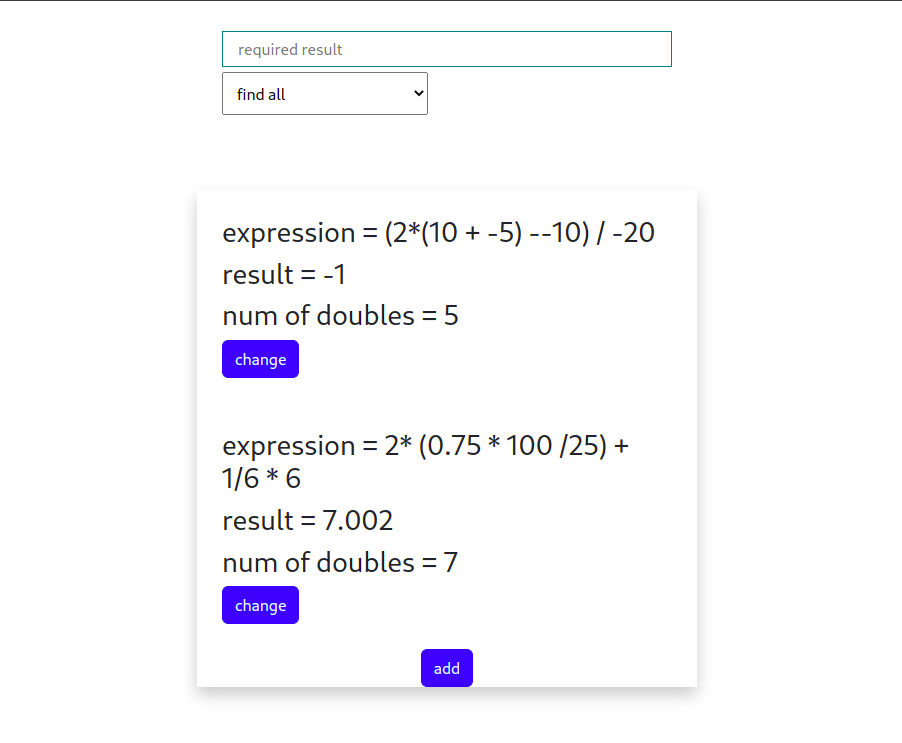 required result
find all
expression = (2*(10 + -5) --10) / -20
result = -1
num of doubles = 5
change
expression = 2* (0.75 * 100 /25) +
1/6 * 6
result = 7.002
num of doubles = 7
change
add